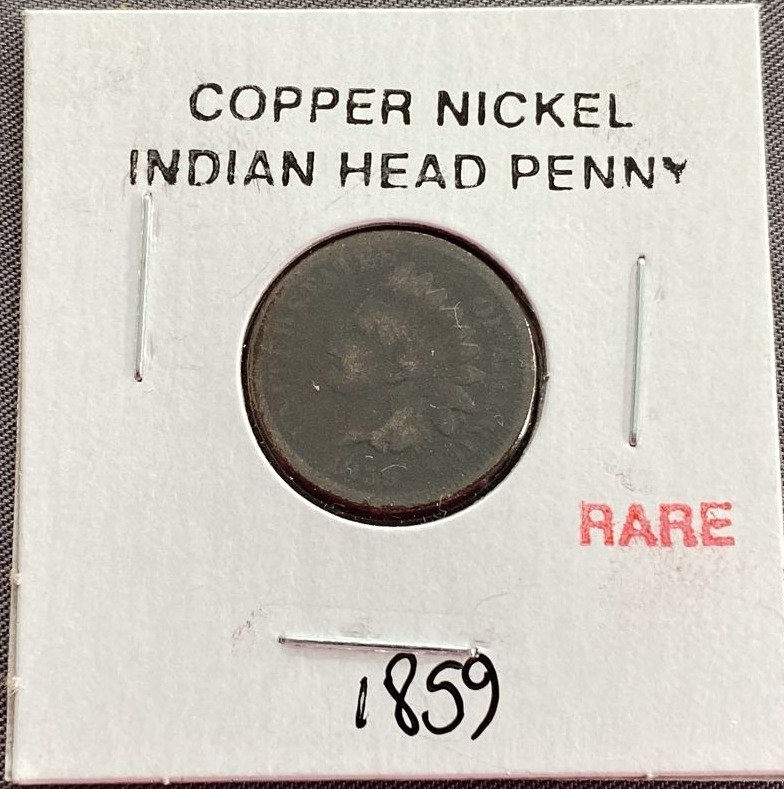 COPPER NICKEL
INDIAN HEAD PENNY
RARE
1859